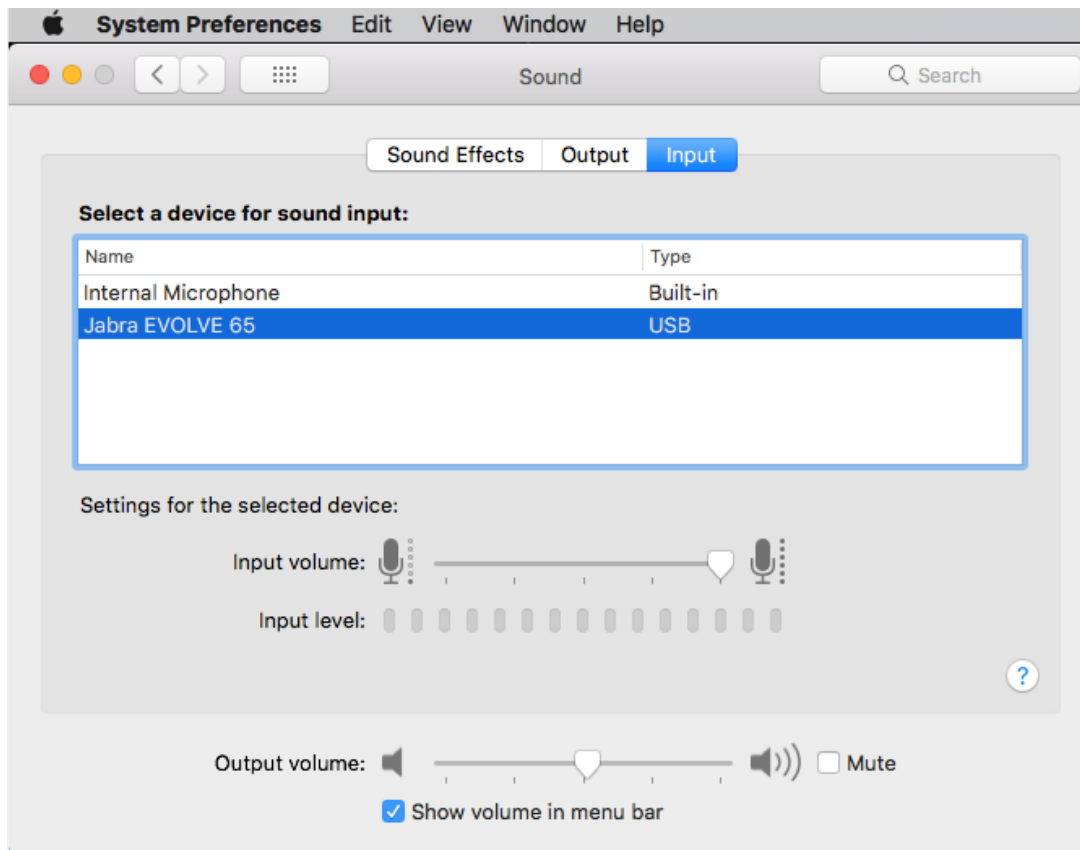 System Preferences Edit View Window Help
Sound
Search
Sound Effects Output Input
Select a device for sound input:
Name Type
Internal Microphone Built-in
Jabra EVOLVE 65 USB
Settings for the selected device:
Input volume:
Input level:
?
Output volume: Mute
Show volume in menu bar